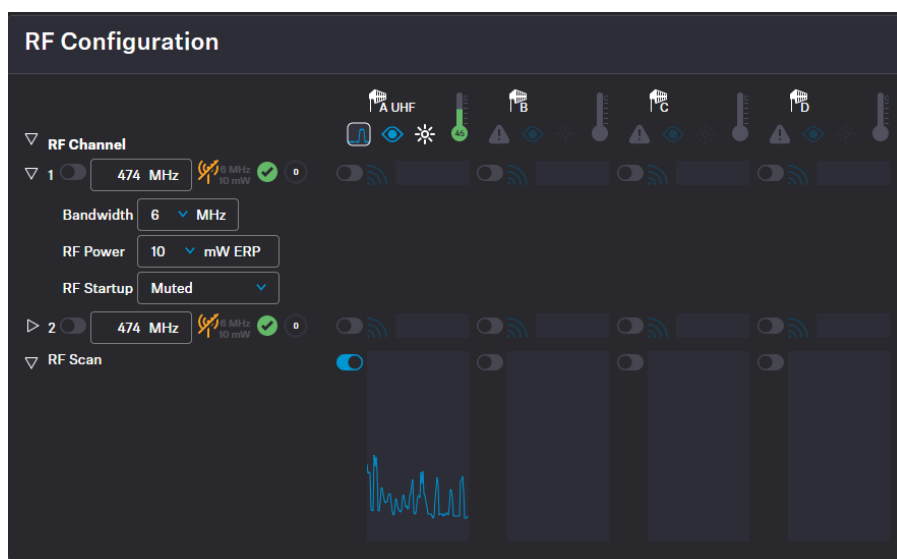 RF Configuration
A UHF B C D
45
RF Channel
1 474 MHz 6 MHz 10 mW 0
Bandwidth 6 MHz
RF Power 10 mW ERP
RF Startup Muted
2 474 MHz 6 MHz 10 mW 0
RF Scan